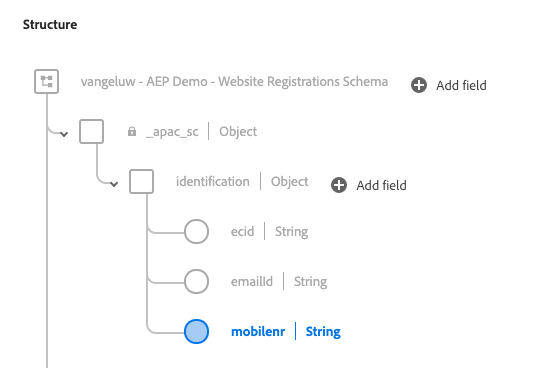 Structure
vangeluw - AEP Demo - Website Registrations Schema Add field
_apac_sc | Object
identification | Object Add field
ecid | String
emailId | String
mobilenr | String